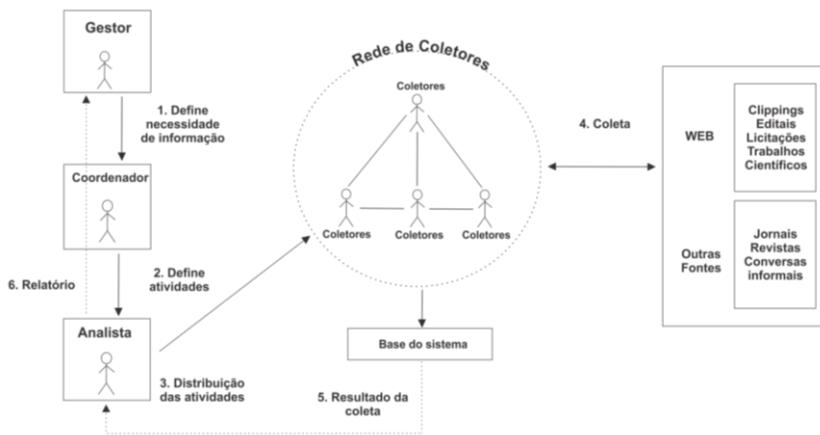 Gestor
1. Define
necessidade
de informação
Coordenador
2. Define
atividades
6. Relatório
Analista
3. Distribuição
das atividades
Rede de Coletores
Coletores
Coletores
Coletores
Coletores
Base do sistema
5. Resultado da
coleta
4. Coleta
WEB
Clippings
Editais
Licitações
Trabalhos
Científicos
Outras
Fontes
Jornais
Revistas
Conversas
informais